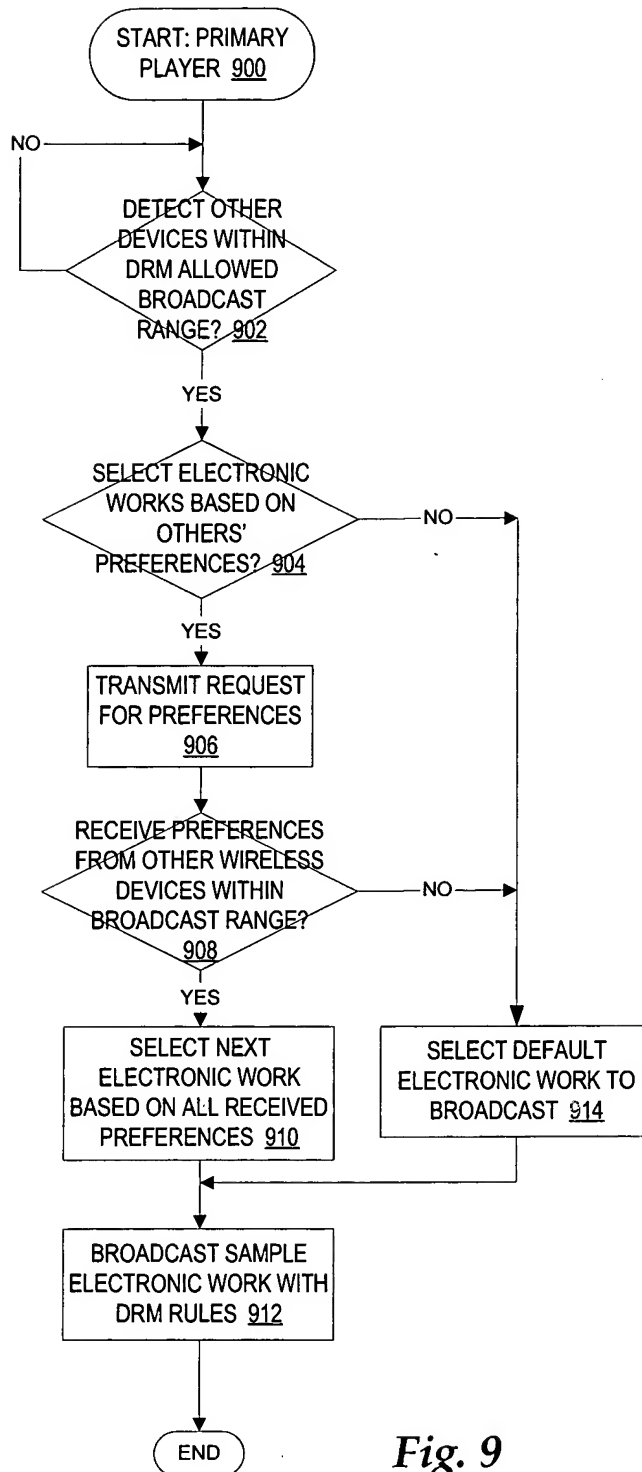 START: PRIMARY
PLAYER 900
NO
DETECT OTHER
DEVICES WITHIN
DRM ALLOWED
BROADCAST
RANGE? 902
YES
SELECT ELECTRONIC
WORKS BASED ON
OTHERS'
PREFERENCES? 904
NO
YES
TRANSMIT REQUEST
FOR PREFERENCES
906
RECEIVE PREFERENCES
FROM OTHER WIRELESS
DEVICES WITHIN
BROADCAST RANGE?
908
NO
YES
SELECT NEXT
ELECTRONIC WORK
BASED ON ALL RECEIVED
PREFERENCES 910
SELECT DEFAULT
ELECTRONIC WORK TO
BROADCAST 914
BROADCAST SAMPLE
ELECTRONIC WORK WITH
DRM RULES 912
END
Fig. 9